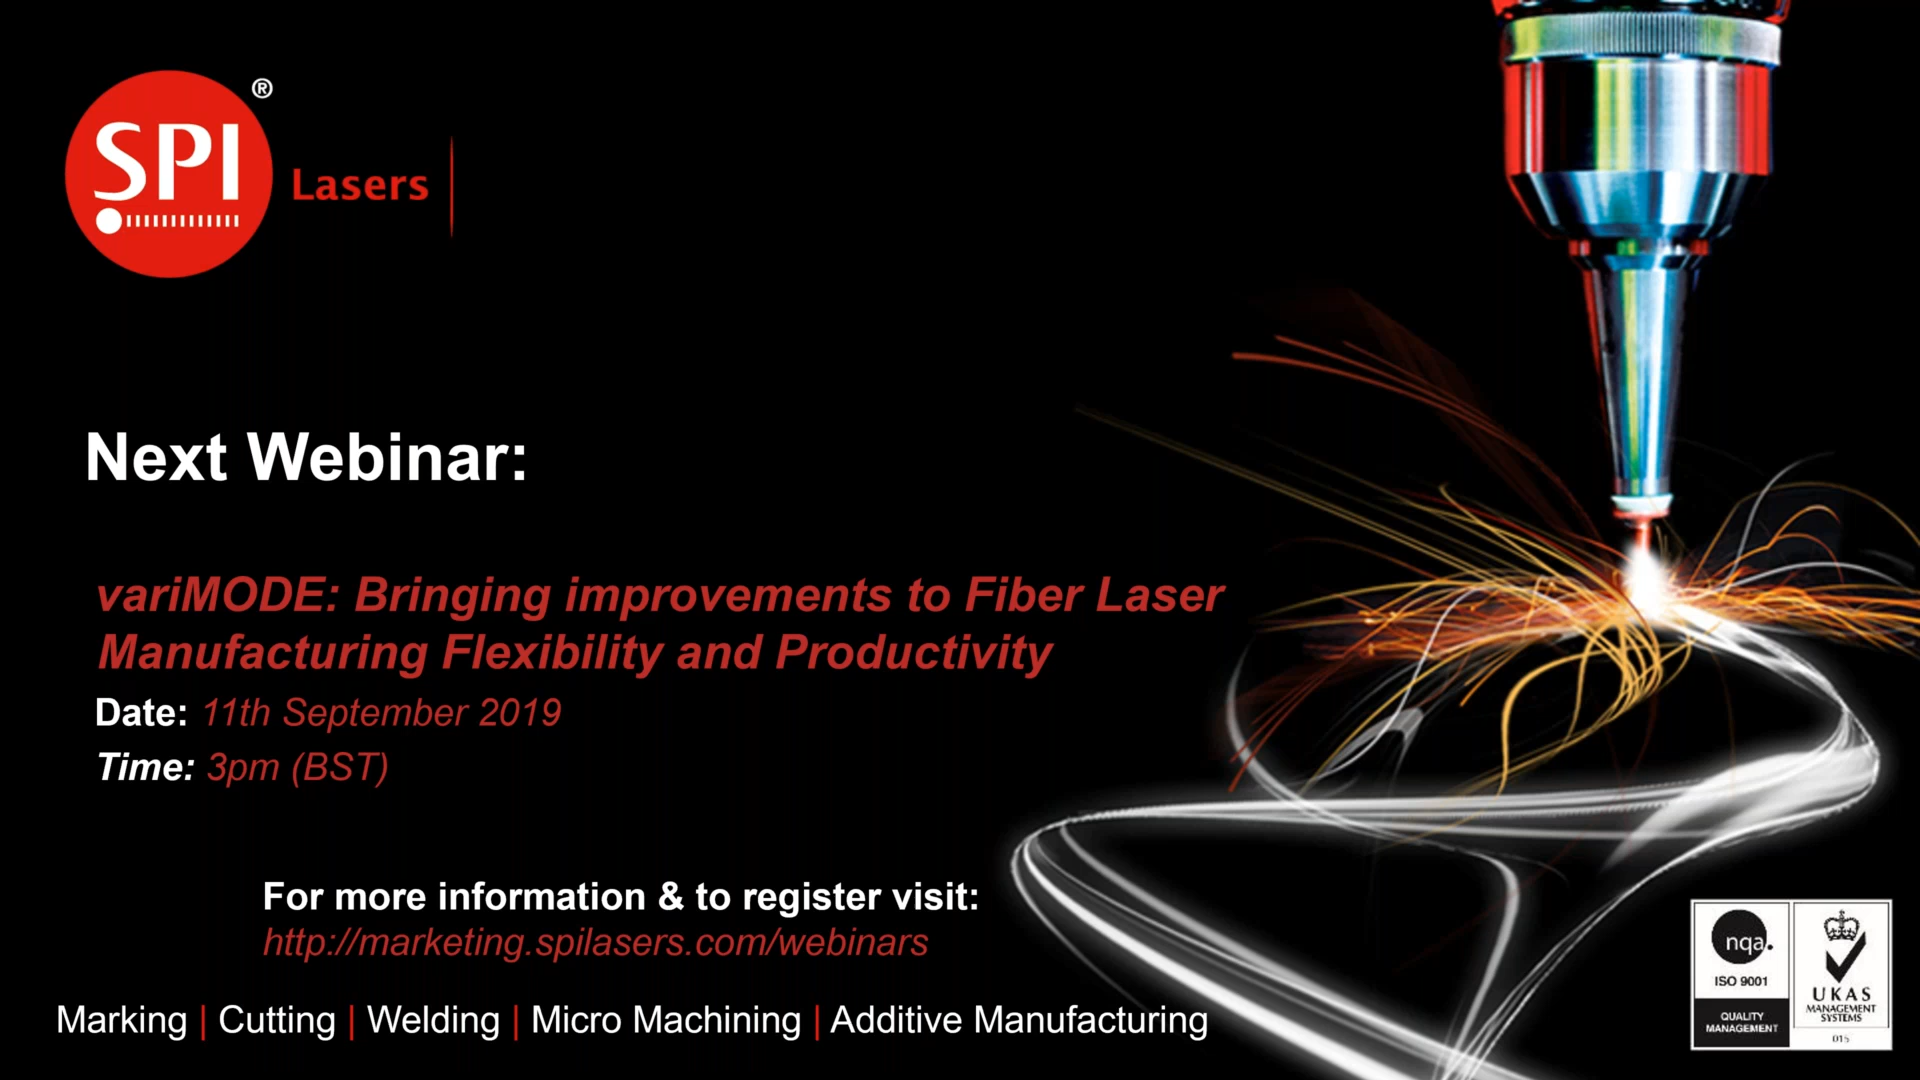 SPI
®
Lasers
Next Webinar:
variMODE: Bringing improvements to Fiber Laser
Manufacturing Flexibility and Productivity
Date: 11th September 2019
Time: 3pm (BST)
For more information & to register visit:
http://marketing.spilasers.com/webinars
Marking | Cutting | Welding | Micro Machining | Additive Manufacturing
nqa.
ISO 9001
QUALITY
MANAGEMENT
UKAS
MANAGEMENT
SYSTEMS
015